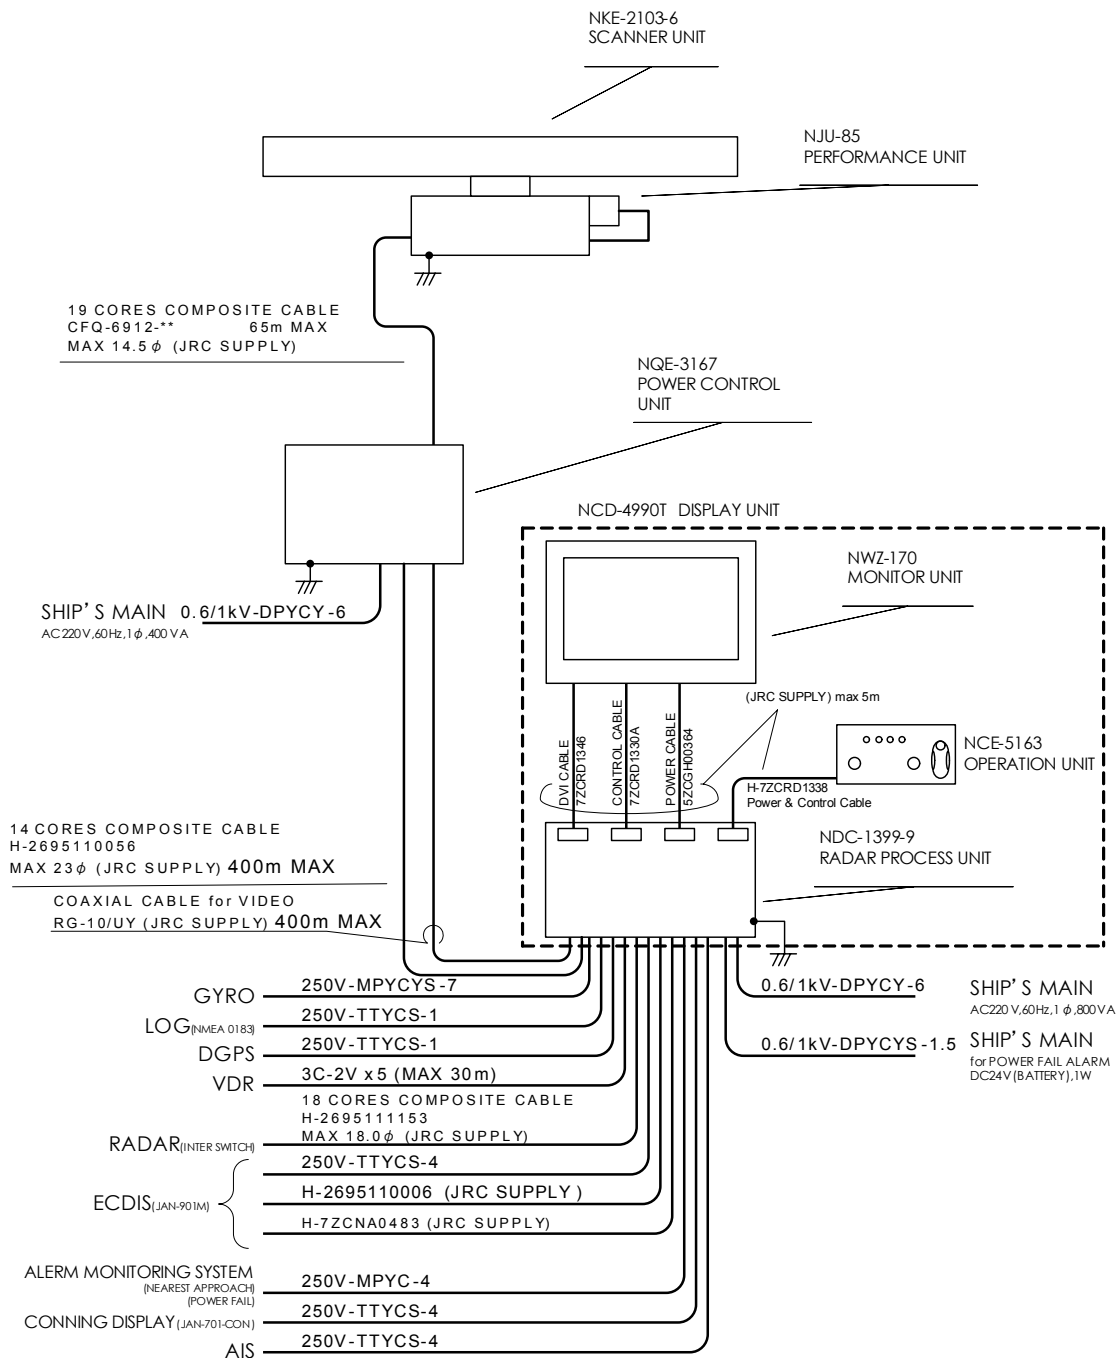 NKE-2103-6
SCANNER UNIT
NJU-85
PERFORMANCE UNIT
19 CORES COMPOSITE CABLE
CFQ-6912-** 65m MAX
MAX 14.5φ (JRC SUPPLY)
NQE-3167
POWER CONTROL
UNIT
NCD-4990T DISPLAY UNIT
NWZ-170
MONITOR UNIT
SHIP'S MAIN 0.6/1kV-DPYCY-6
AC220V,60Hz,1φ,400VA
(JRC SUPPLY) max 5m
DVI CABLE
7ZCRD1346
CONTROL CABLE
7ZCRD1330A
POWER CABLE
5ZCGH00364
NCE-5163
OPERATION UNIT
H-7ZCRD1338
Power & Control Cable
14 CORES COMPOSITE CABLE
H-2695110056
MAX 23φ (JRC SUPPLY) 400m MAX
NDC-1399-9
RADAR PROCESS UNIT
COAXIAL CABLE for VIDEO
RG-10/UY (JRC SUPPLY) 400m MAX
GYRO 250V-MPYCYS-7
LOG(NMEA 0183) 250V-TTYCS-1
DGPS 250V-TTYCS-1
VDR 3C-2V x5 (MAX 30m)
0.6/1kV-DPYCY-6 SHIP'S MAIN
AC220V,60Hz,1φ,800VA
0.6/1kV-DPYCYS-1.5 SHIP'S MAIN
for POWER FAIL ALARM
DC24V(BATTERY),1W
18 CORES COMPOSITE CABLE
H-2695111153
RADAR(INTER SWITCH) MAX 18.0φ (JRC SUPPLY)
250V-TTYCS-4
ECDIS(JAN-901M) H-2695110006 (JRC SUPPLY)
H-7ZCNA0483 (JRC SUPPLY)
ALERM MONITORING SYSTEM 250V-MPYC-4
(NEAREST APPROACH)
(POWER FAIL)
CONNING DISPLAY(JAN-701-CON) 250V-TTYCS-4
AIS 250V-TTYCS-4